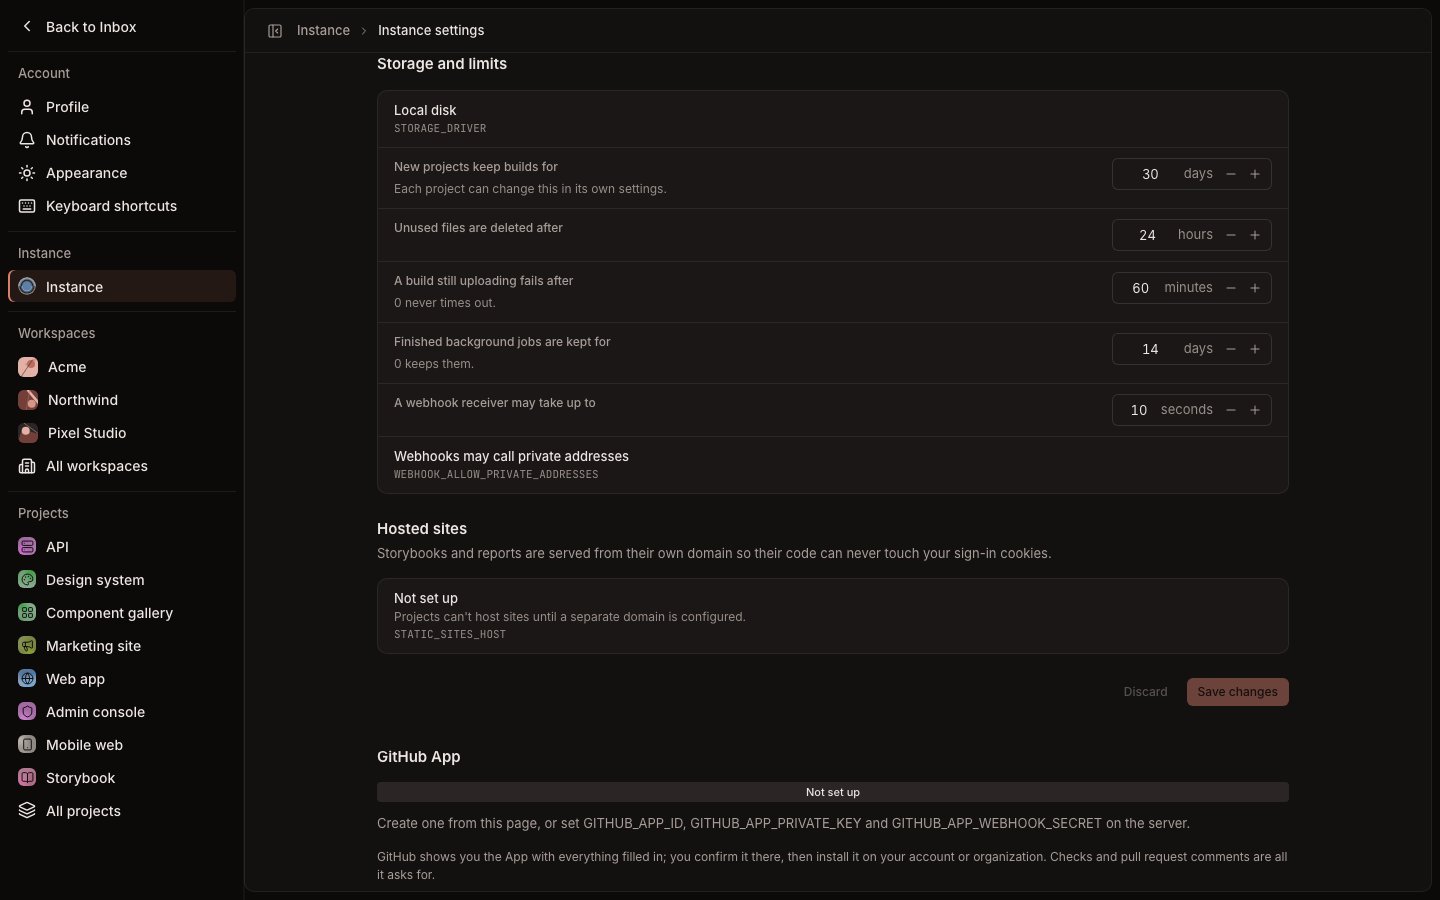 Back to Inbox
Account
Profile
Notifications
Appearance
Keyboard shortcuts
Instance
Instance
Workspaces
Acme
Northwind
Pixel Studio
All workspaces
Projects
API
Design system
Component gallery
Marketing site
Web app
Admin console
Mobile web
Storybook
All projects
Instance > Instance settings
Storage and limits
Local disk
STORAGE_DRIVER
New projects keep builds for
30 days − +
Each project can change this in its own settings.
Unused files are deleted after
24 hours − +
A build still uploading fails after
60 minutes − +
0 never times out.
Finished background jobs are kept for
14 days − +
0 keeps them.
A webhook receiver may take up to
10 seconds − +
Webhooks may call private addresses
WEBHOOK_ALLOW_PRIVATE_ADDRESSES
Hosted sites
Storybooks and reports are served from their own domain so their code can never touch your sign-in cookies.
Not set up
Projects can't host sites until a separate domain is configured.
STATIC_SITES_HOST
Discard
Save changes
GitHub App
Not set up
Create one from this page, or set GITHUB_APP_ID, GITHUB_APP_PRIVATE_KEY and GITHUB_APP_WEBHOOK_SECRET on the server.
GitHub shows you the App with everything filled in; you confirm it there, then install it on your account or organization. Checks and pull request comments are all
it asks for.